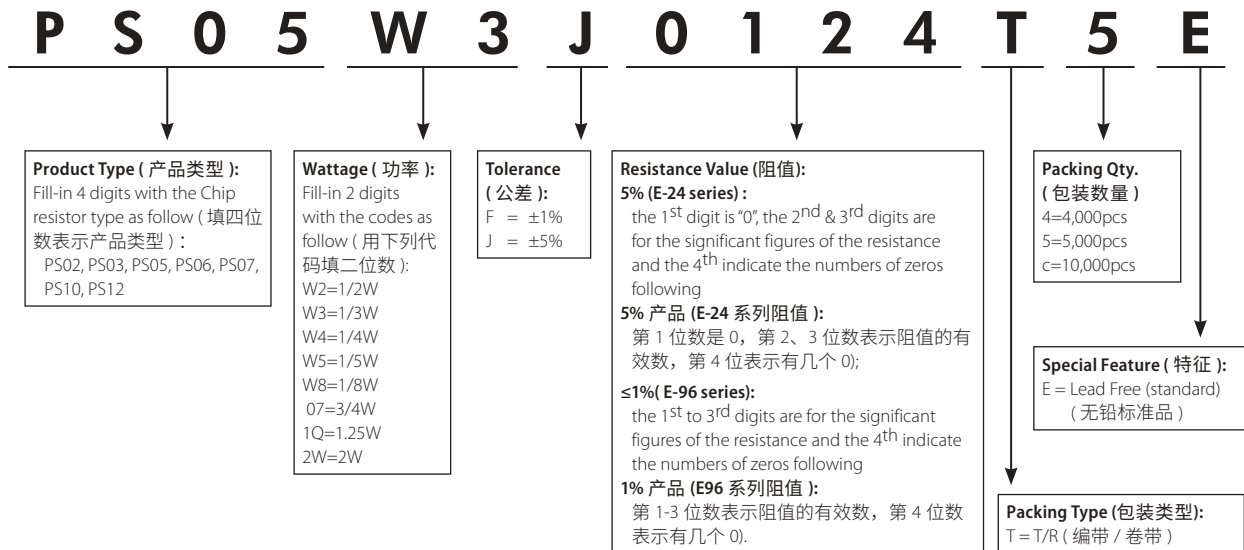 P S 0 5 W 3 J 0 1 2 4 T 5 E
Product Type ( 产品类型 ):
Fill-in 4 digits with the Chip
resistor type as follow ( 填四位
数表示产品类型 ) :
PS02, PS03, PS05, PS06, PS07,
PS10, PS12
Wattage ( 功率 ):
Fill-in 2 digits
with the codes as
follow ( 用下列代
码填二位数 ):
W2=1/2W
W3=1/3W
W4=1/4W
W5=1/5W
W8=1/8W
07=3/4W
1Q=1.25W
2W=2W
Tolerance
( 公差 ):
F = ±1%
J = ±5%
Resistance Value (阻值):
5% (E-24 series) :
the 1st digit is “0”, the 2nd & 3rd digits are
for the significant figures of the resistance
and the 4th indicate the numbers of zeros
following
5% 产品 (E-24 系列阻值 ):
第 1 位数是 0，第 2、3 位数表示阻值的有
效数，第 4 位表示有几个 0);
≤1%( E-96 series):
the 1st to 3rd digits are for the significant
figures of the resistance and the 4th indicate
the numbers of zeros following
1% 产品 (E96 系列阻值 ):
第 1-3 位数表示阻值的有效数，第 4 位数
表示有几个 0).
Packing Qty.
( 包装数量 )
4=4,000pcs
5=5,000pcs
c=10,000pcs
Special Feature ( 特征 ):
E = Lead Free (standard)
( 无铅标准品 )
Packing Type (包装类型):
T = T/R ( 编带 / 卷带 )